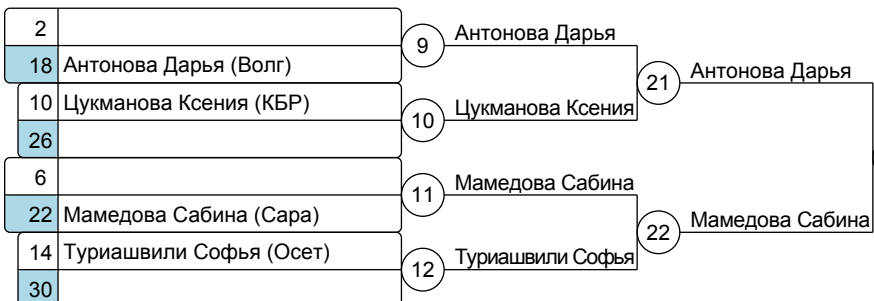 2
18 Антонова Дарья (Волг)
9 Антонова Дарья
10 Цукманова Ксения (КБР)
26
10 Цукманова Ксения
21 Антонова Дарья
6
22 Мамедова Сабина (Сара)
11 Мамедова Сабина
14 Туриашвили Софья (Осет)
30
12 Туриашвили Софья
22 Мамедова Сабина